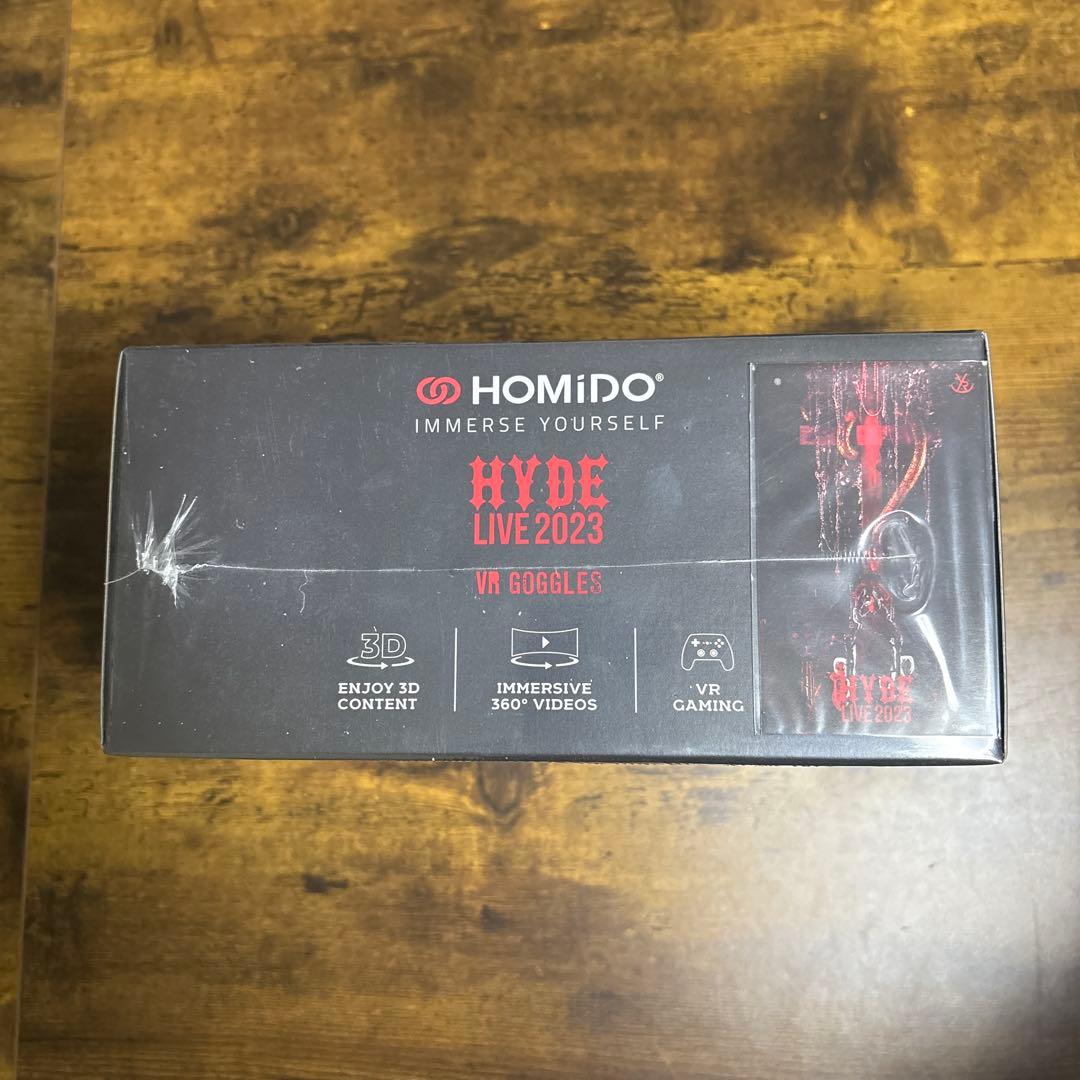 HOMiDO®
IMMERSE YOURSELF
HYDE
LIVE 2023
VR GOGGLES
3D
ENJOY 3D
CONTENT
IMMERSIVE
360° VIDEOS
VR
GAMING
HYDE
LIVE 2023